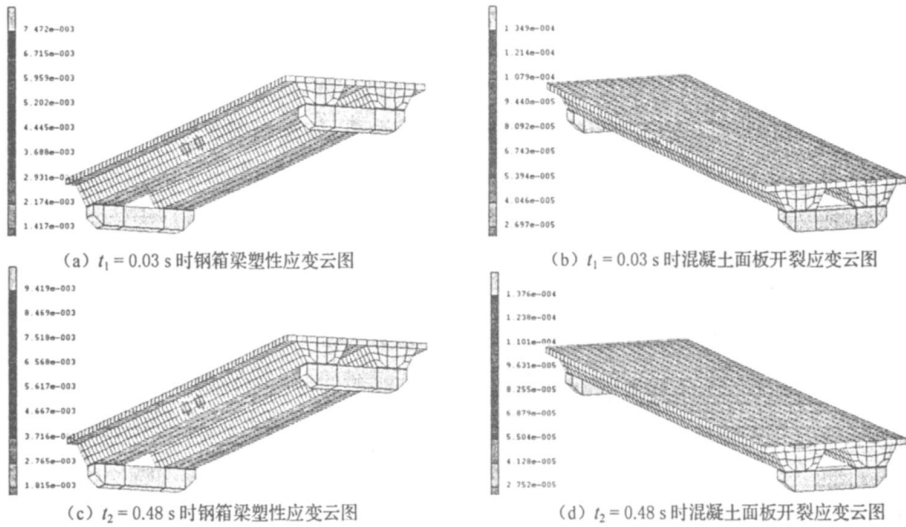 7 472e-003
6.715e-003
5.959e-003
5.202e-003
4.445e-003
3.688e-003
2.931e-003
2.174e-003
1.417e-003
(a) t₁ = 0.03 s 时钢箱梁塑性应变云图
1 349e-004
1.214e-004
1.079e-004
9 440e-005
8 092e-005
6.743e-005
5.394e-005
4.046e-005
2.697e-005
(b) t₁ = 0.03 s 时混凝土面板开裂应变云图
9.419e-003
8.469e-003
7.518e-003
6.568e-003
5.617e-003
4.667e-003
3.716e-003
2.765e-003
1.815e-003
(c) t₂ = 0.48 s 时钢箱梁塑性应变云图
1.376e-004
1.238e-004
1.101e-004
9.631e-005
8.255e-005
6.879e-005
5.504e-005
4.128e-005
2 752e-005
(d) t₂ = 0.48 s 时混凝土面板开裂应变云图